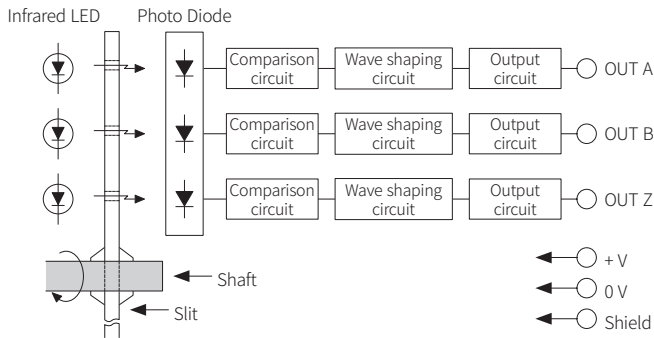 Infrared LED
Photo Diode
Comparison
circuit
Wave shaping
circuit
Output
circuit
OUT A
Comparison
circuit
Wave shaping
circuit
Output
circuit
OUT B
Comparison
circuit
Wave shaping
circuit
Output
circuit
OUT Z
+ V
Shaft
0 V
Slit
Shield